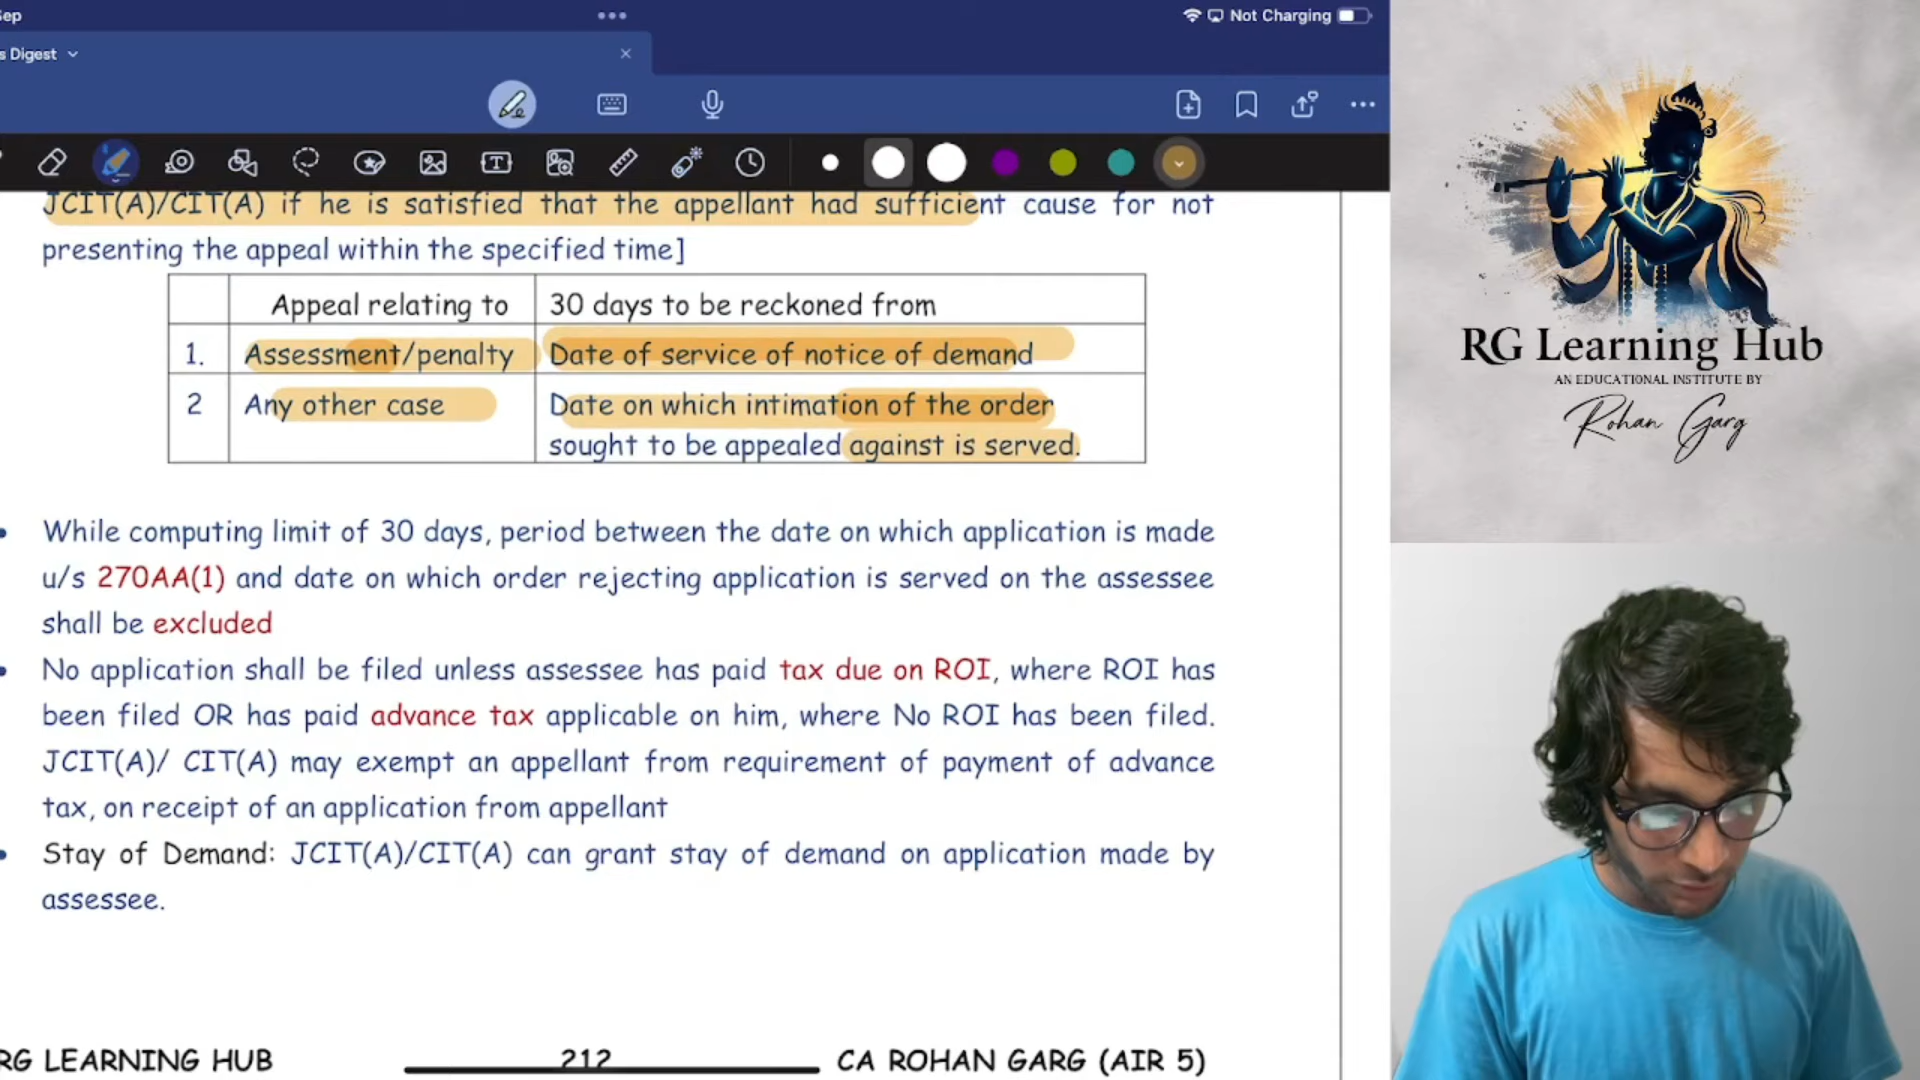 Sep
Not Charging
s Digest
JCIT(A)/CIT(A) if he is satisfied that the appellant had sufficient cause for not
presenting the appeal within the specified time]
Appeal relating to 30 days to be reckoned from
1. Assessment/penalty Date of service of notice of demand
2 Any other case Date on which intimation of the order
sought to be appealed against is served.
• While computing limit of 30 days, period between the date on which application is made
u/s 270AA(1) and date on which order rejecting application is served on the assessee
shall be excluded
• No application shall be filed unless assessee has paid tax due on ROI, where ROI has
been filed OR has paid advance tax applicable on him, where No ROI has been filed.
JCIT(A)/ CIT(A) may exempt an appellant from requirement of payment of advance
tax, on receipt of an application from appellant
• Stay of Demand: JCIT(A)/CIT(A) can grant stay of demand on application made by
assessee.
RG LEARNING HUB 212 CA ROHAN GARG (AIR 5)
RG Learning Hub
AN EDUCATIONAL INSTITUTE BY
Rohan Garg